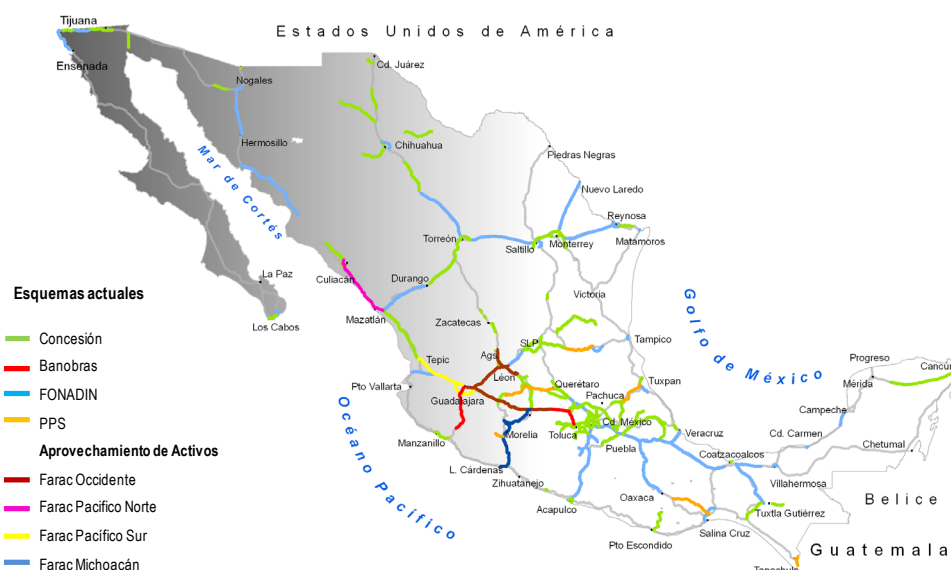 Tijuana
Estados Unidos de América
Ensenada
Cd. Juárez
Nogales
Hermosillo
Chihuahua
Piedras Negras
Mar de Cortés
Nuevo Laredo
Reynosa
Torreón
Saltillo
Monterrey
Matamoros
La Paz
Culiacán
Durango
Victoria
Los Cabos
Mazatlán
Zacatecas
Golfo de México
Tampico
SLP
Ags
Tepic
Léon
Querétaro
Tuxpan
Progreso
Cancún
Mérida
Pto Vallarta
Guadalajara
Pachuca
Campeche
Océano Pacífico
Manzanillo
Morelia
Toluca
Cd. México
Veracruz
Cd. Carmen
Chetumal
Puebla
Coatzacoalcos
L. Cárdenas
Zihuatanejo
Villahermosa
Acapulco
Oaxaca
Tuxtla Gutiérrez
Belice
Pto Escondido
Salina Cruz
Guatemala
Tapachula
Esquemas actuales
Concesión
Banobras
FONADIN
PPS
Aprovechamiento de Activos
Farac Occidente
Farac Pacifico Norte
Farac Pacífico Sur
Farac Michoacán